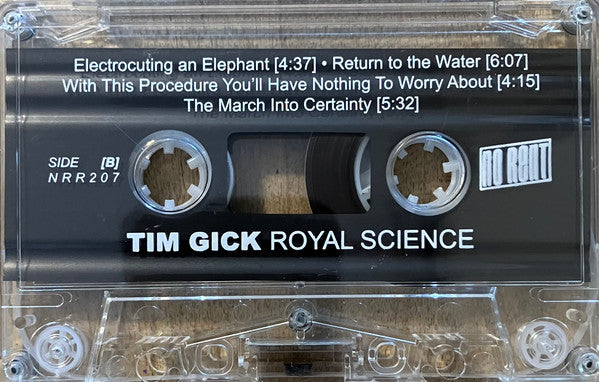 Electrocuting an Elephant [4:37] • Return to the Water [6:07]
With This Procedure You'll Have Nothing To Worry About [4:15]
The March Into Certainty [5:32]
SIDE [B]
NRR207
NO RENT
TIM GICK ROYAL SCIENCE